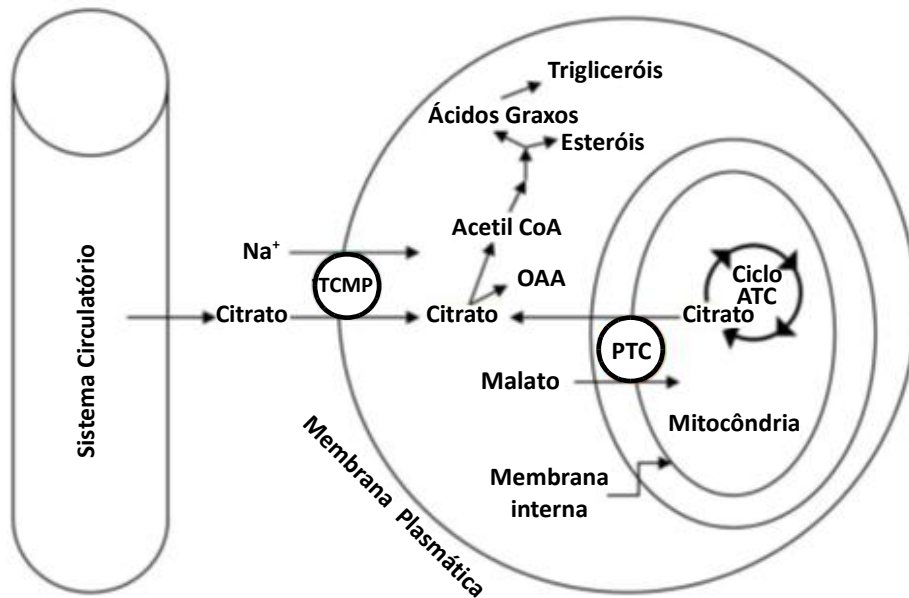 Trigliceróis
Ácidos Graxos
Esteróis
Acetil CoA
Na⁺
TCMP
OAA
Ciclo
ATC
Citrato
Citrato
Citrato
PTC
Malato
Mitocôndria
Membrana
interna
Sistema Circulatório
Membrana Plasmática